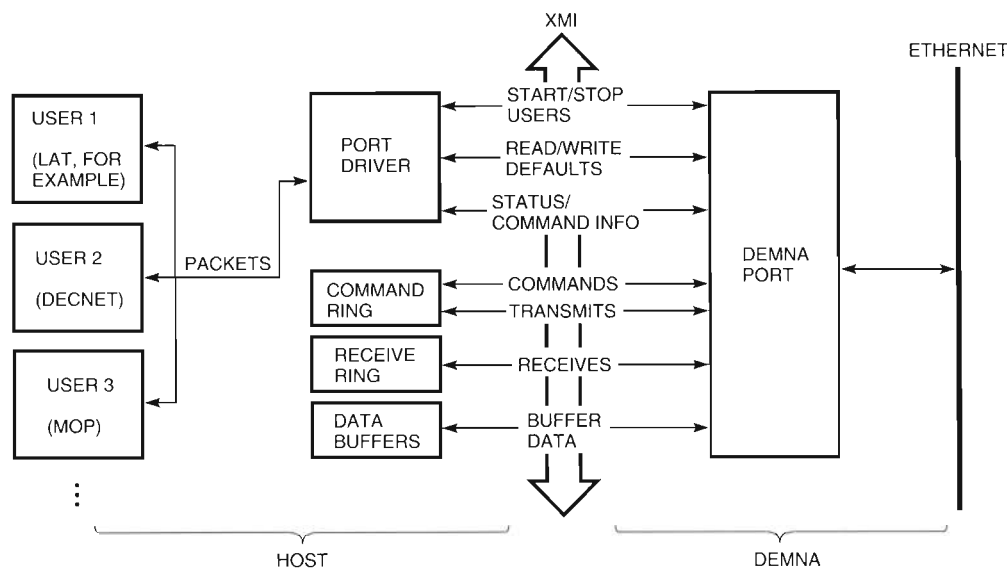 XMI
ETHERNET
USER 1
(LAT, FOR
EXAMPLE)
USER 2
(DECNET)
USER 3
(MOP)
PACKETS
PORT
DRIVER
COMMAND
RING
RECEIVE
RING
DATA
BUFFERS
START/STOP
USERS
READ/WRITE
DEFAULTS
STATUS/
COMMAND INFO
COMMANDS
TRANSMITS
RECEIVES
BUFFER
DATA
DEMNA
PORT
HOST
DEMNA